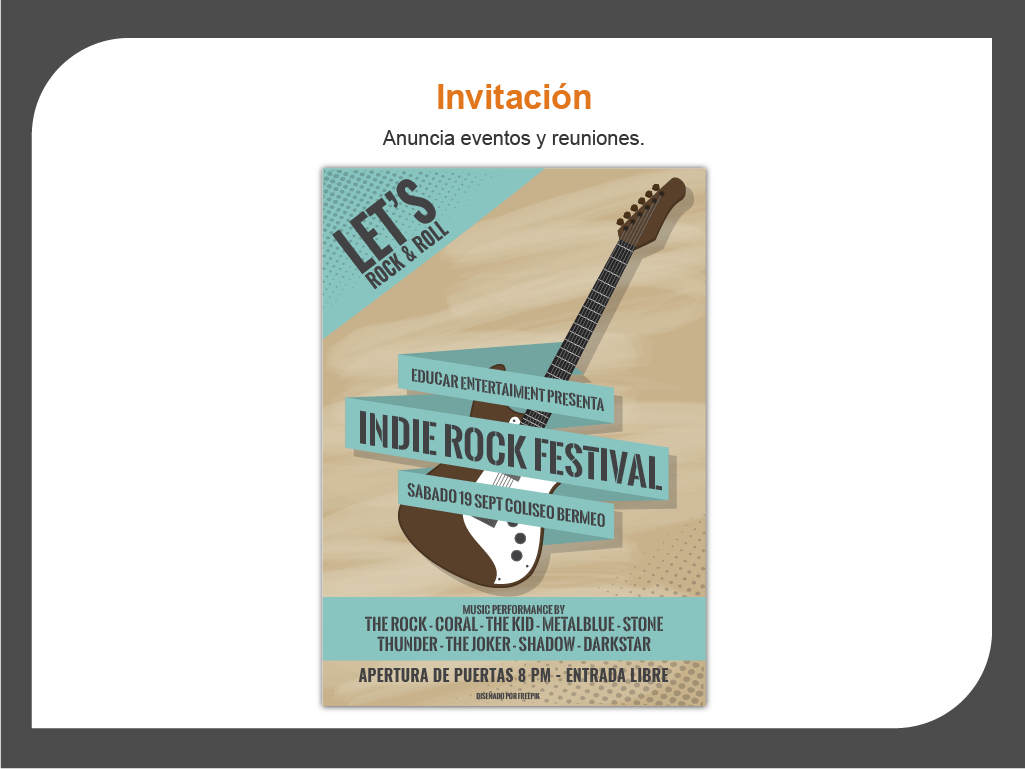 Invitación
Anuncia eventos y reuniones.
LET'S
ROCK & ROLL
EDUCAR ENTERTAIMENT PRESENTA
INDIE ROCK FESTIVAL
SABADO 19 SEPT COLISEO BERMEO
MUSIC PERFORMANCE BY
THE ROCK - CORAL - THE KID - METALBLUE - STONE
THUNDER - THE JOKER - SHADOW - DARKSTAR
APERTURA DE PUERTAS 8 PM - ENTRADA LIBRE
DISEÑADO POR FREEPIK